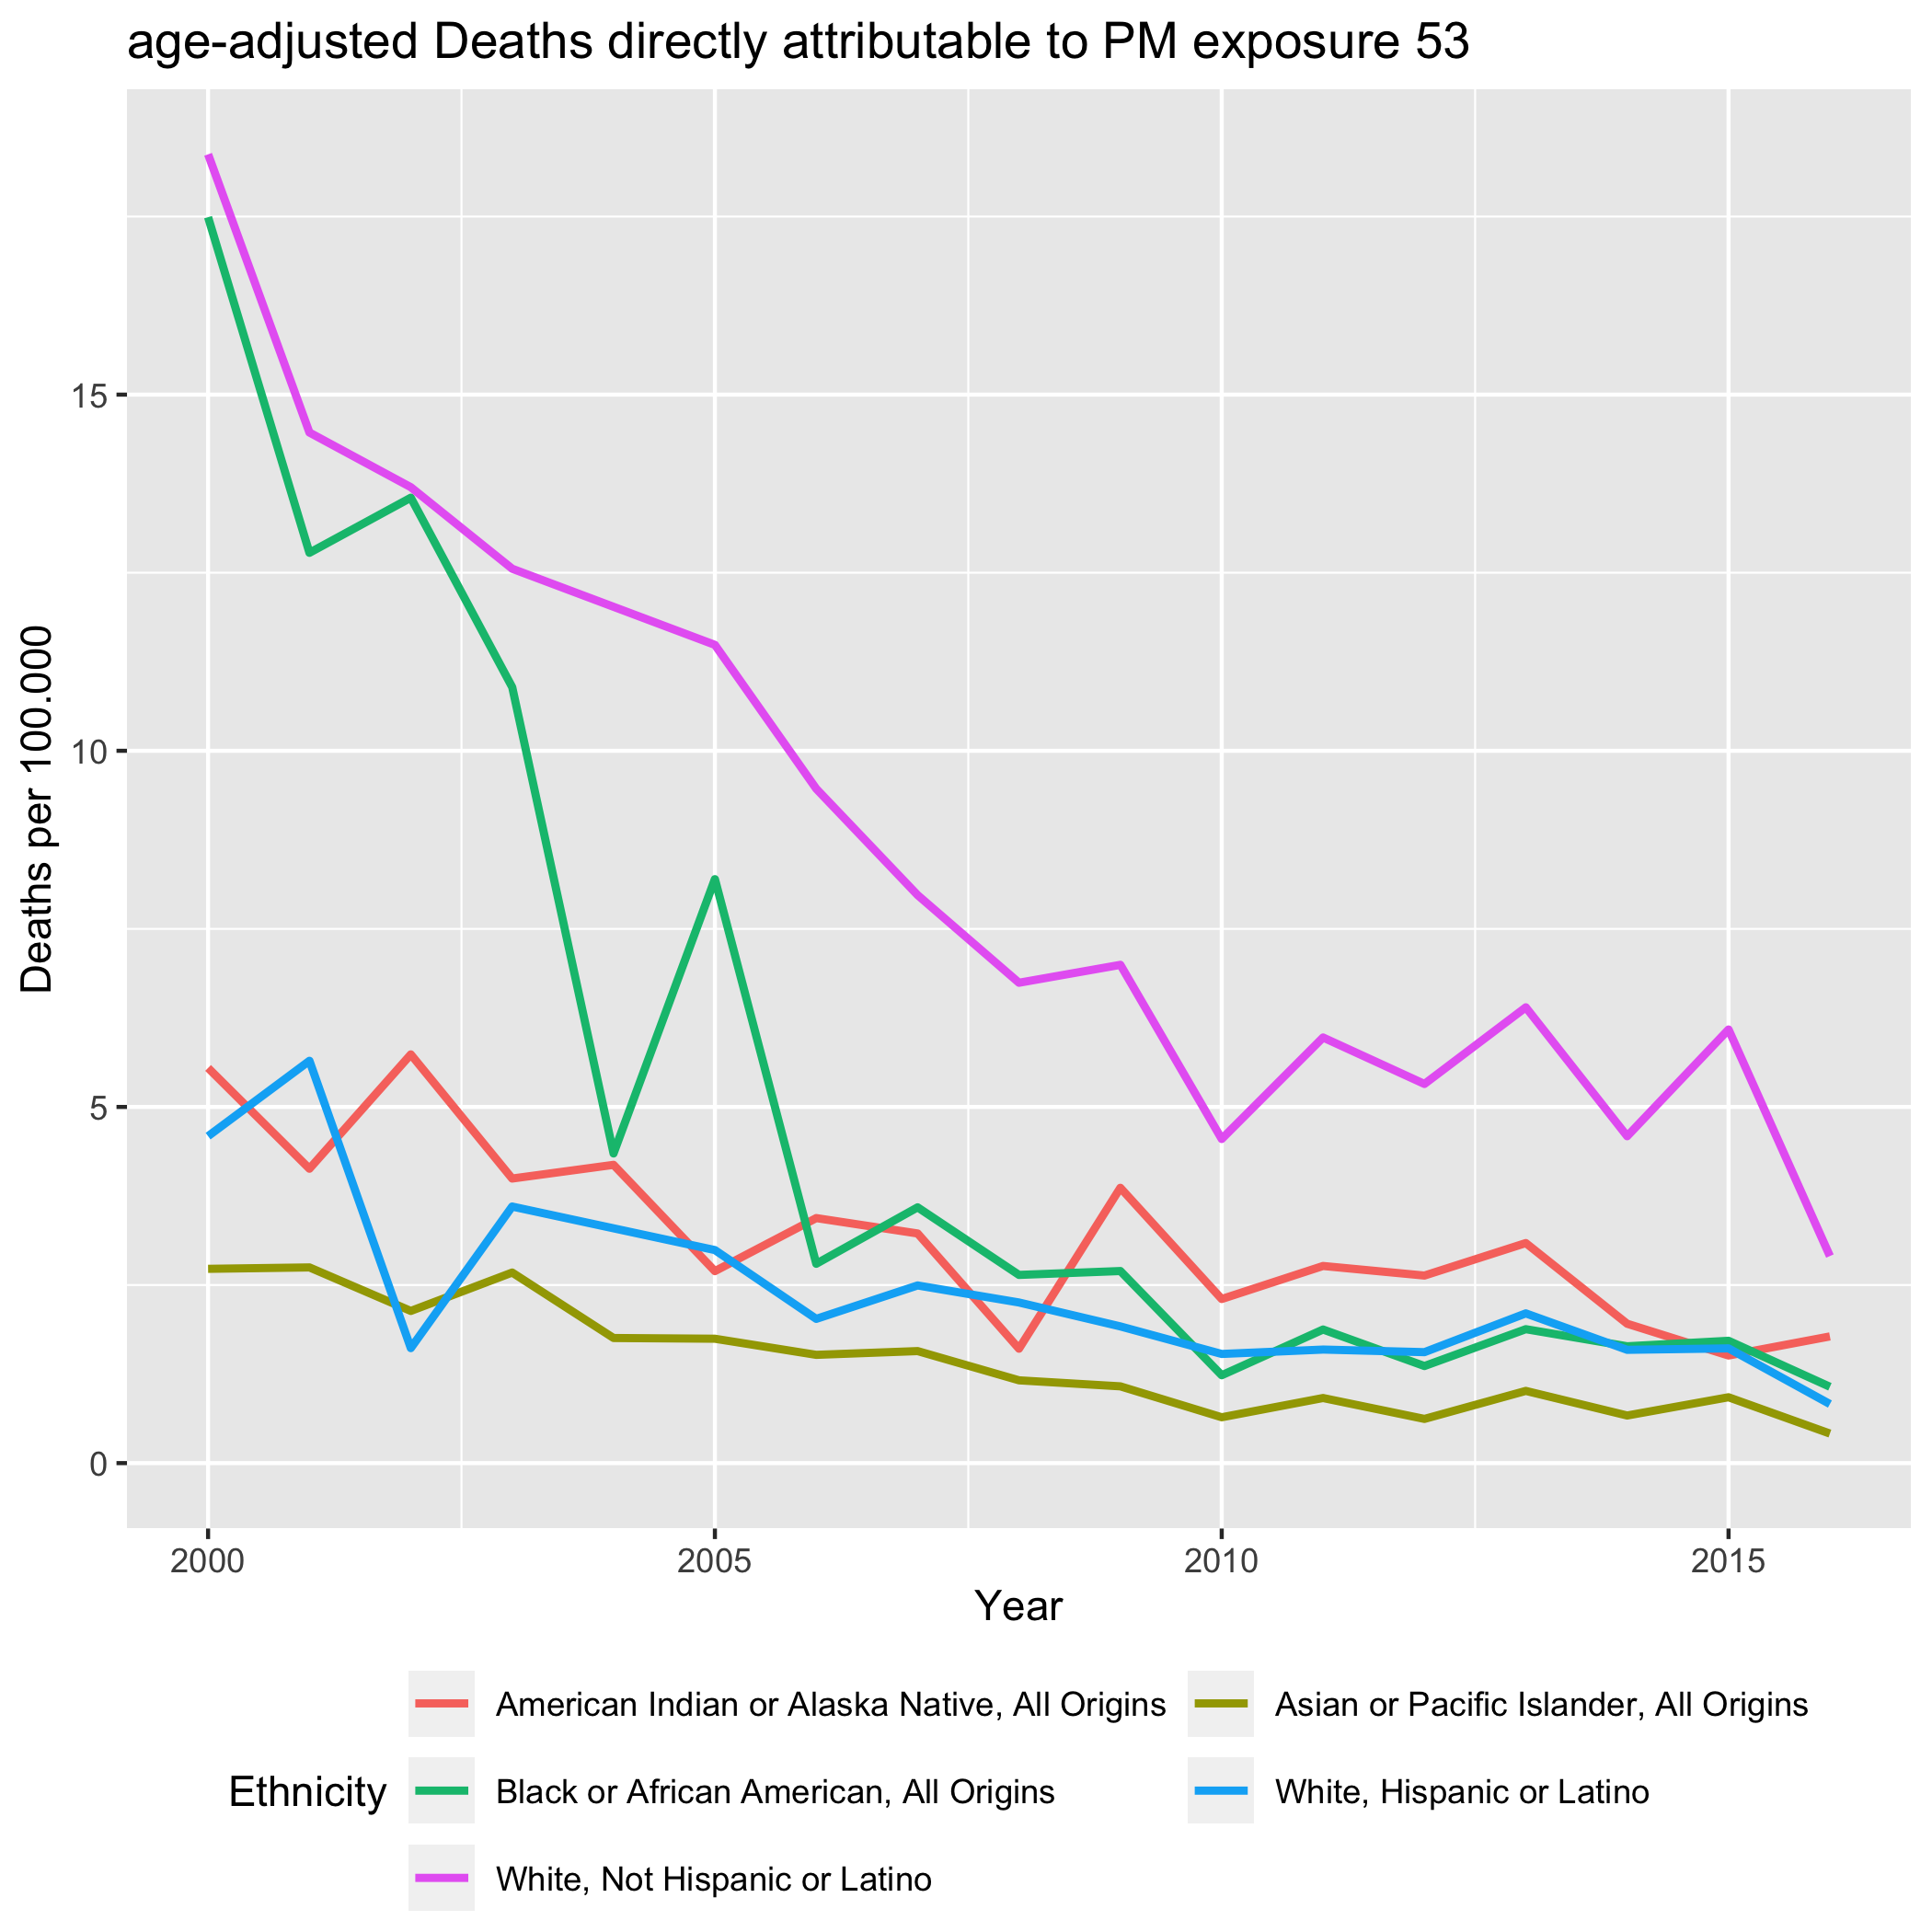 age-adjusted Deaths directly attributable to PM exposure 53
Deaths per 100.000
15
10
5
0
2000 2005 2010 2015
Year
Ethnicity
American Indian or Alaska Native, All Origins
Asian or Pacific Islander, All Origins
Black or African American, All Origins
White, Hispanic or Latino
White, Not Hispanic or Latino